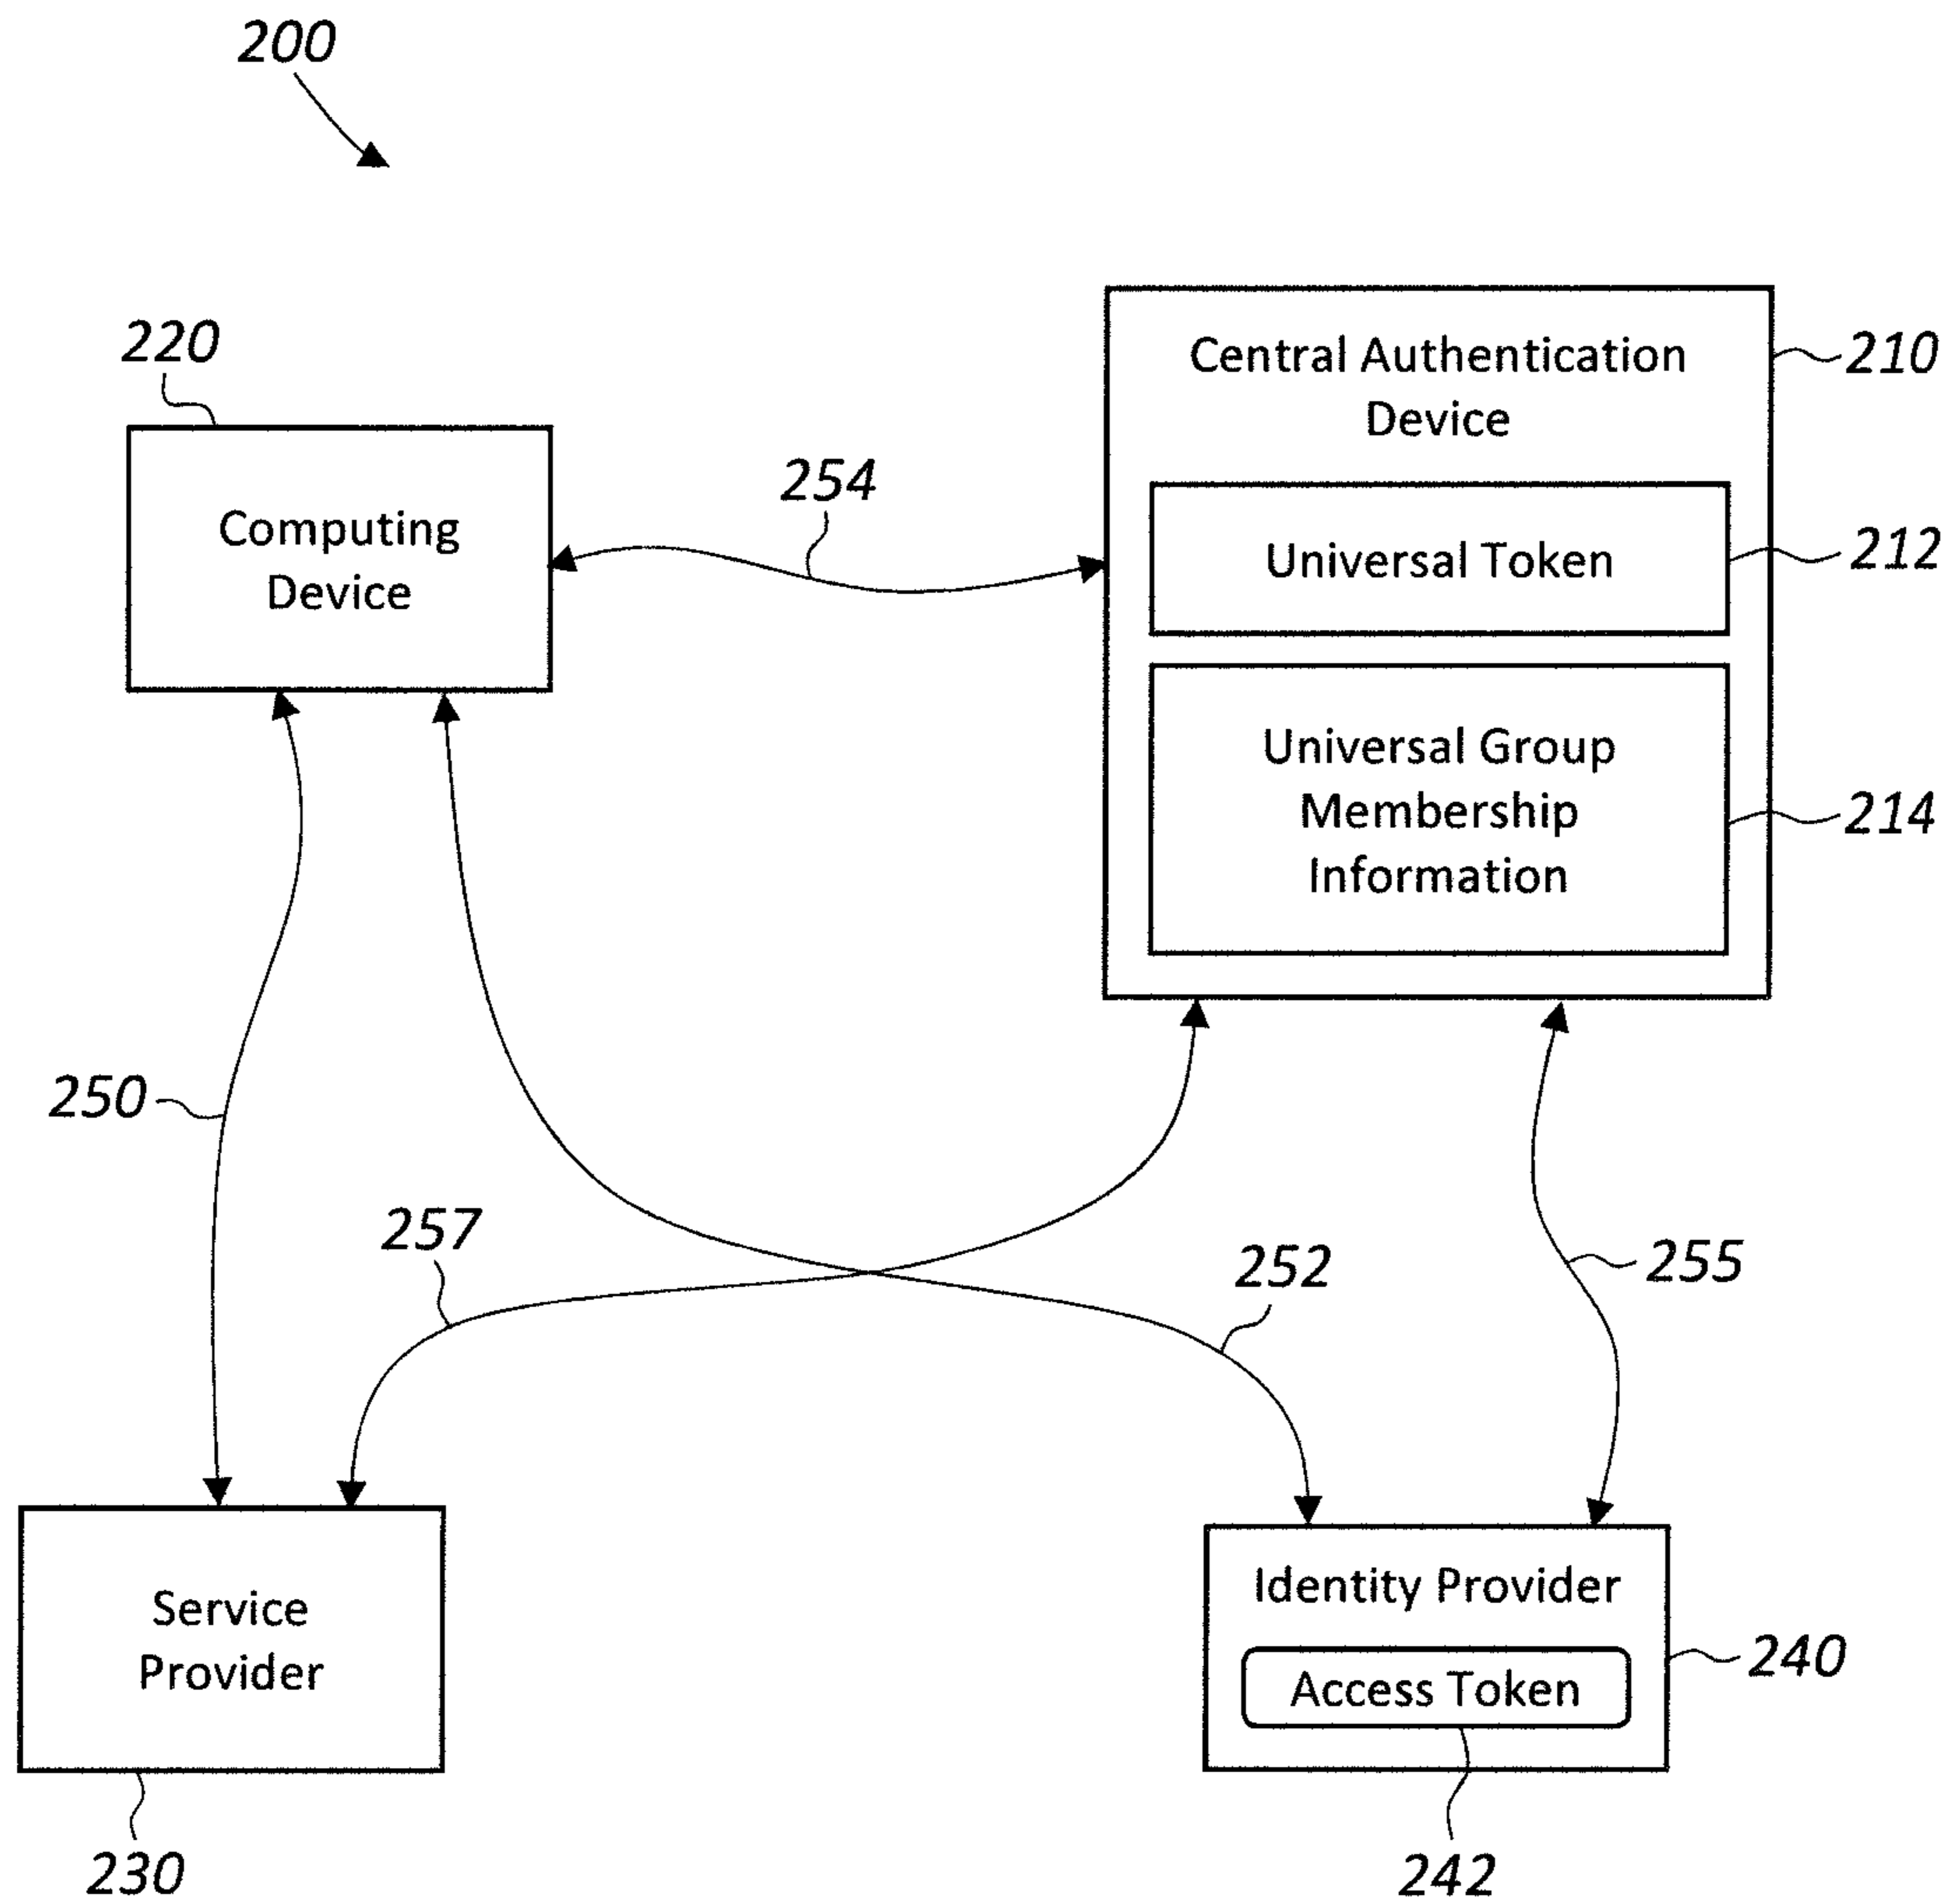 200
220
Computing
Device
254
Central Authentication
Device
210
Universal Token
212
Universal Group
Membership
Information
214
250
257
252
255
Service
Provider
230
Identity Provider
240
Access Token
242